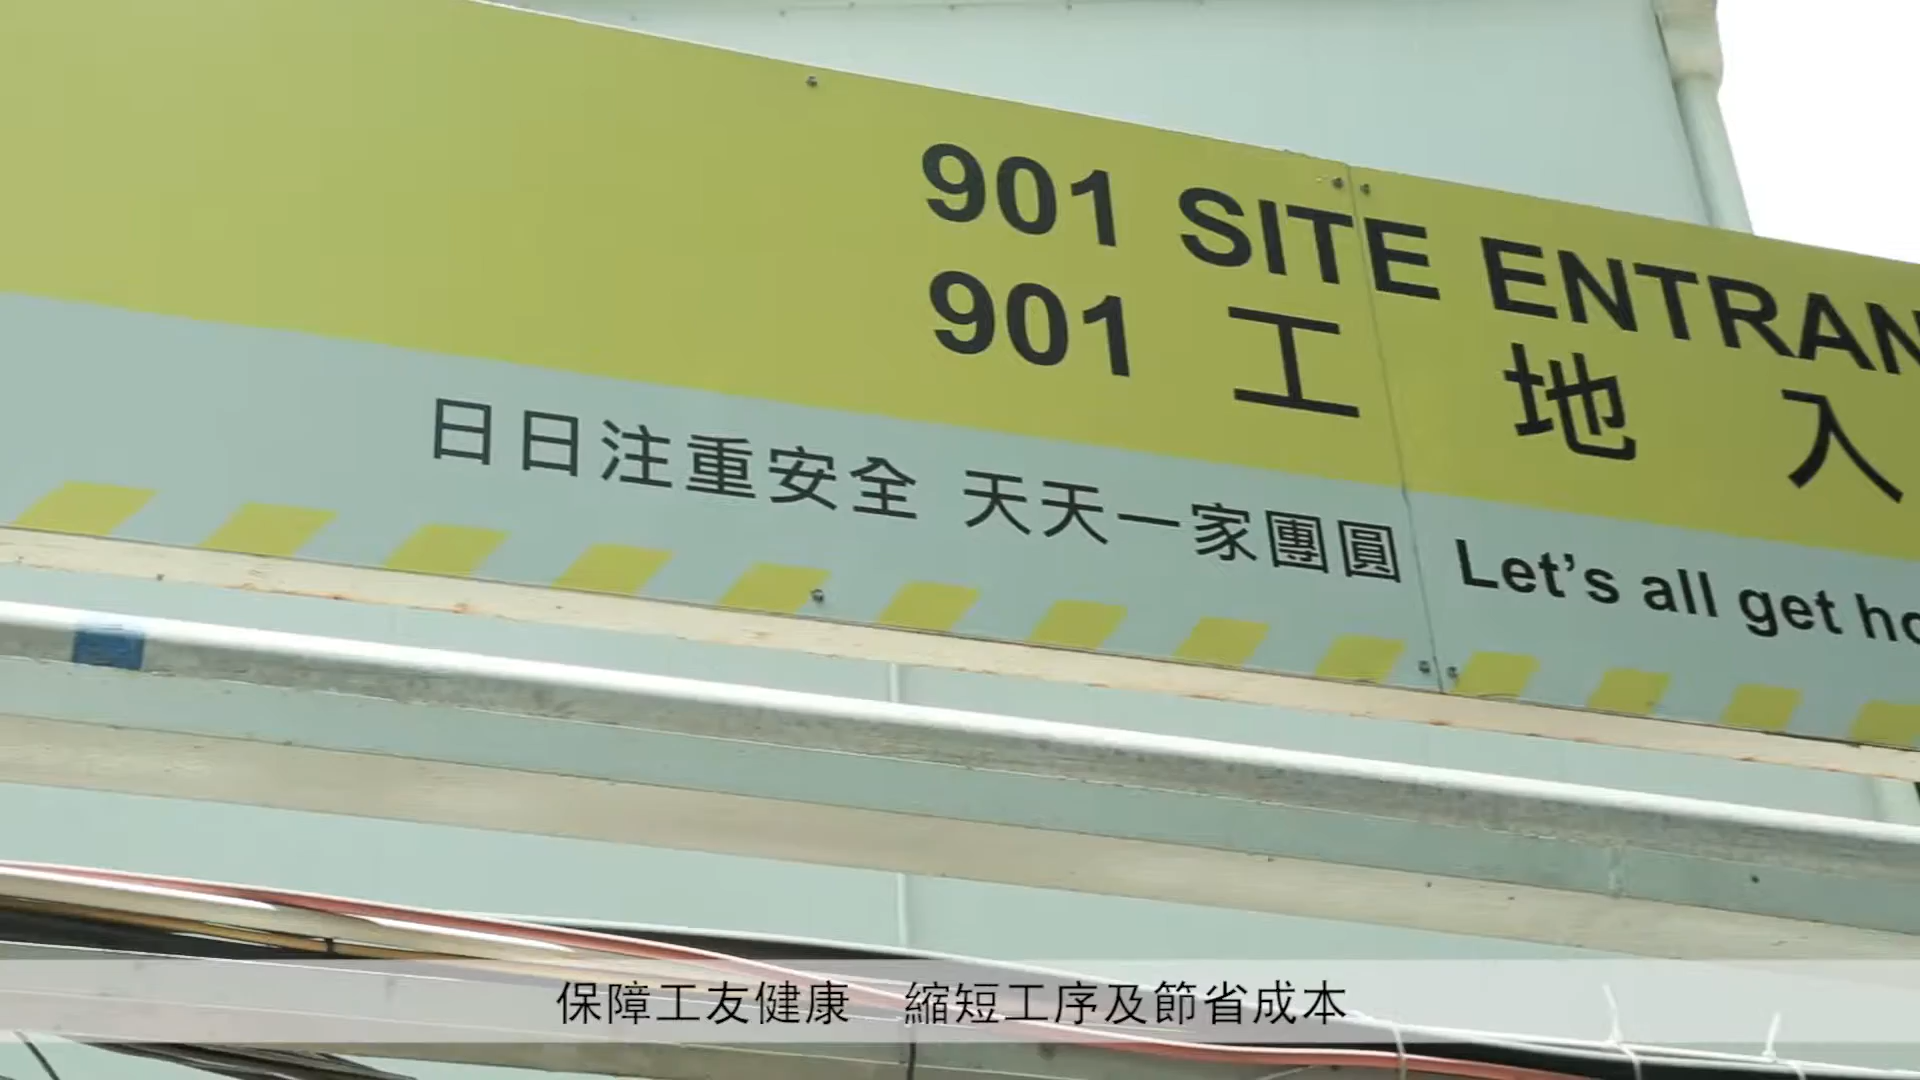 901 SITE ENTRAN
901 工地入
日日注重安全 天天一家團圓 Let's all get ho
保障工友健康 縮短工序及節省成本